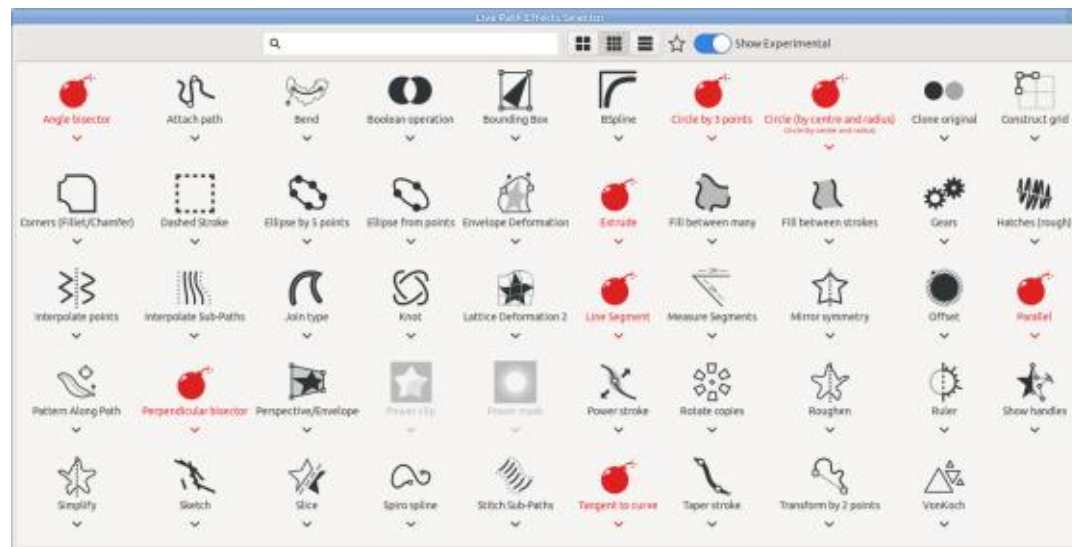 Live Path Effects Selector
Show Experimental
Angle bisector
Attach path
Bend
Boolean operation
Bounding Box
BSpline
Circle by 3 points
Circle (by centre and radius)
Circle (by centre and radius)
Clone original
Construct grid
Corners (Fillet/Chamfer)
Dashed Stroke
Ellipse by 5 points
Ellipse from points
Envelope Deformation
Extrude
Fill between many
Fill between strokes
Gears
Hatches (rough)
Interpolate points
Interpolate Sub-Paths
Join type
Knot
Lattice Deformation 2
Line Segment
Measure Segments
Mirror symmetry
Offset
Parallel
Pattern Along Path
Perpendicular bisector
Perspective/Envelope
Power clip
Power mask
Power stroke
Rotate copies
Roughen
Ruler
Show handles
Simplify
Sketch
Slice
Spiro spline
Stitch Sub-Paths
Tangent to curve
Taper stroke
Transform by 2 points
VonKoch